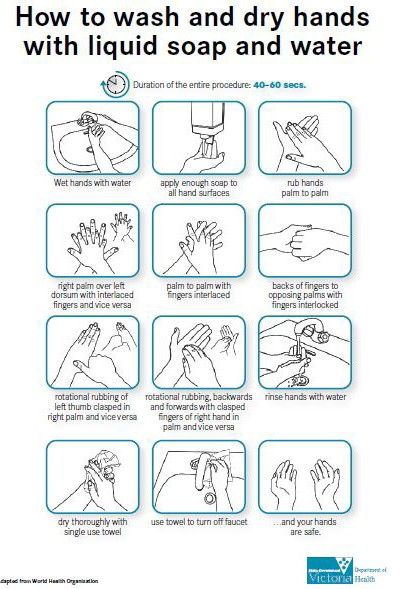 How to wash and dry hands
with liquid soap and water
Duration of the entire procedure: 40–60 secs.
Wet hands with water
apply enough soap to
all hand surfaces
rub hands
palm to palm
right palm over left
dorsum with interlaced
fingers and vice versa
palm to palm with
fingers interlaced
backs of fingers to
opposing palms with
fingers interlocked
rotational rubbing of
left thumb clasped in
right palm and vice versa
rotational rubbing, backwards
and forwards with clasped
fingers of right hand in
palm and vice versa
rinse hands with water
dry thoroughly with
single use towel
use towel to turn off faucet
...and your hands
are safe.
dapted from World Health Organisation
Victoria
Department of
Health